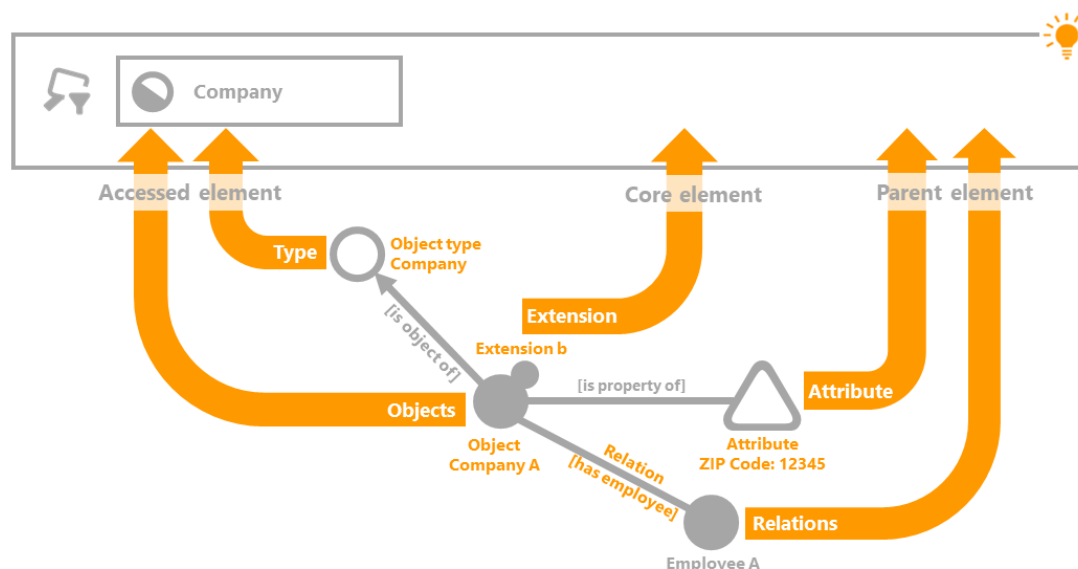 Company
Accessed element
Core element
Parent element
Type
Object type
Company
[is object of]
Extension
Extension b
[is property of]
Attribute
Objects
Object
Company A
Attribute
ZIP Code: 12345
Relation
[has employee]
Relations
Employee A